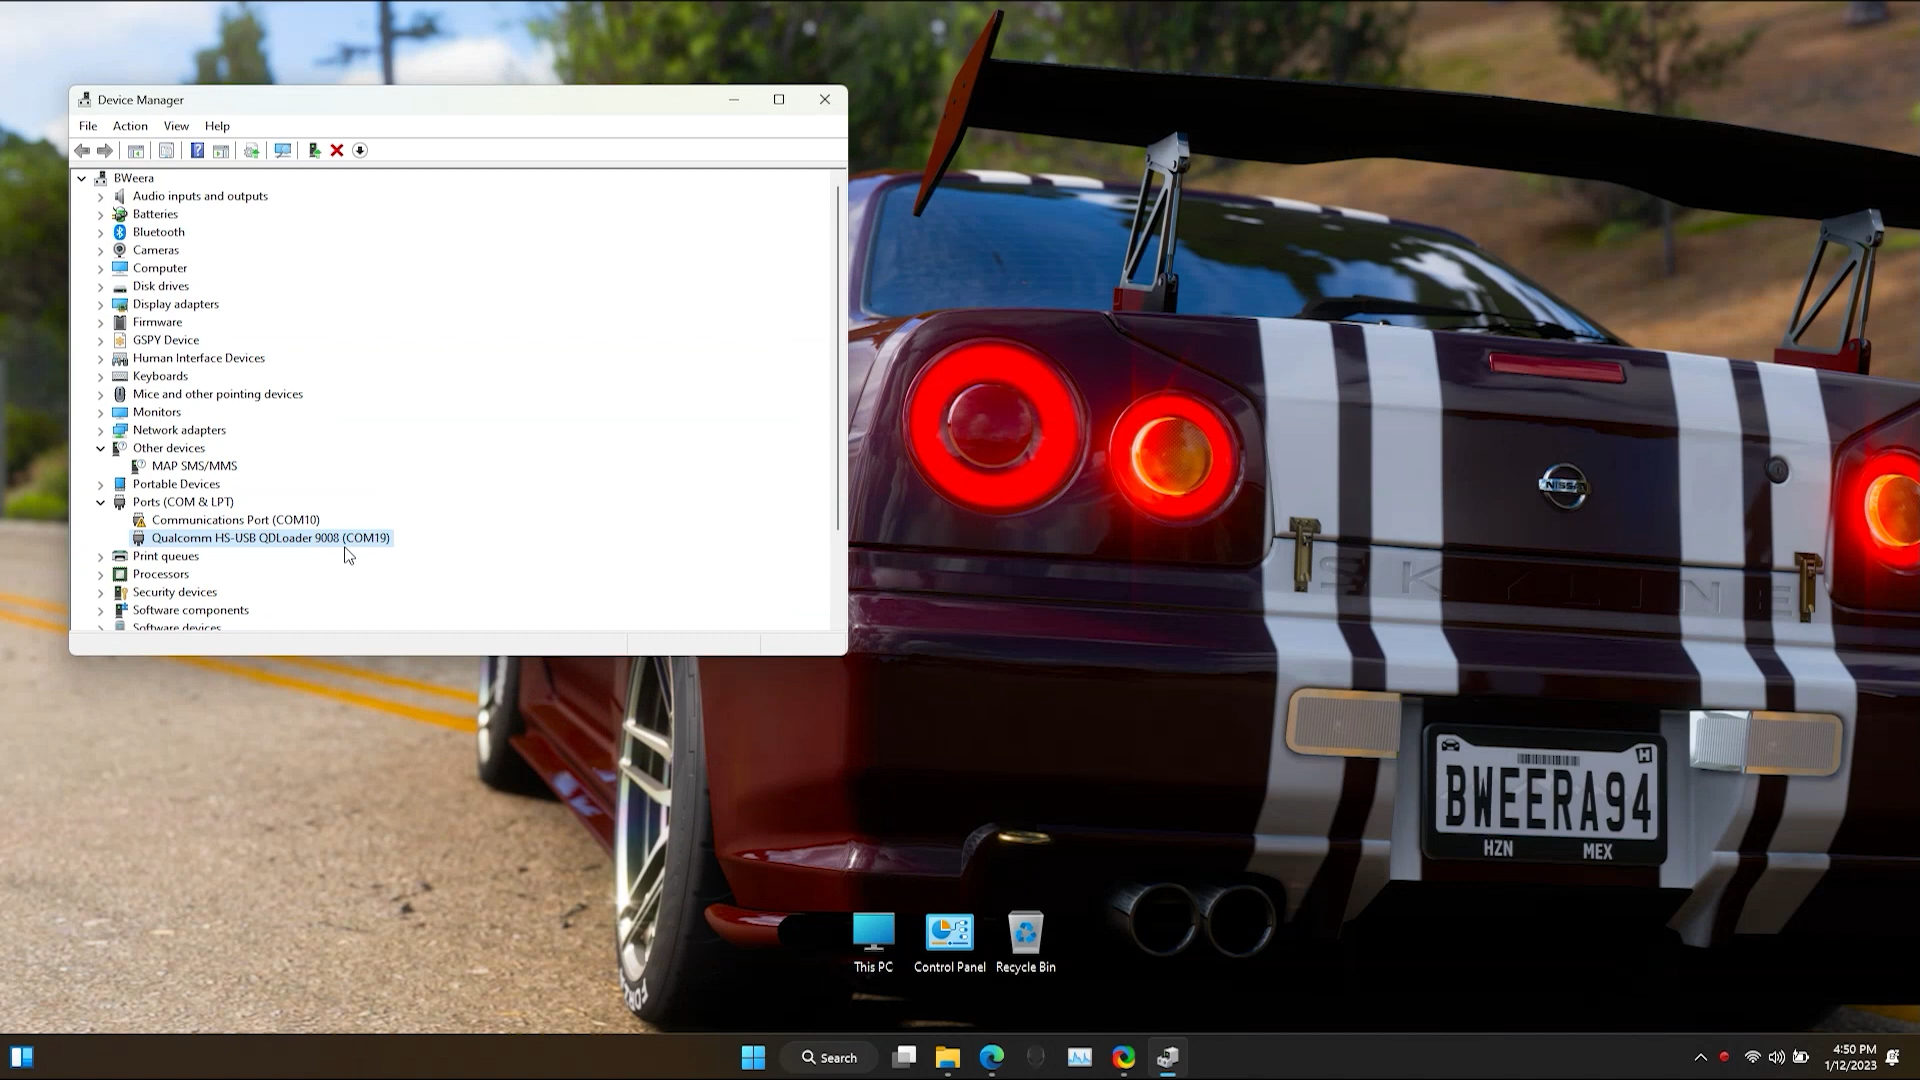 Device Manager
File Action View Help
BWeera
Audio inputs and outputs
Batteries
Bluetooth
Cameras
Computer
Disk drives
Display adapters
Firmware
GSPY Device
Human Interface Devices
Keyboards
Mice and other pointing devices
Monitors
Network adapters
Other devices
MAP SMS/MMS
Portable Devices
Ports (COM & LPT)
Communications Port (COM10)
Qualcomm HS-USB QDLoader 9008 (COM19)
Print queues
Processors
Security devices
Software components
Software devices
NISSAN
SKYLINE
H
BWEERA94
HZN MEX
This PC Control Panel Recycle Bin
Search
4:50 PM
1/12/2023